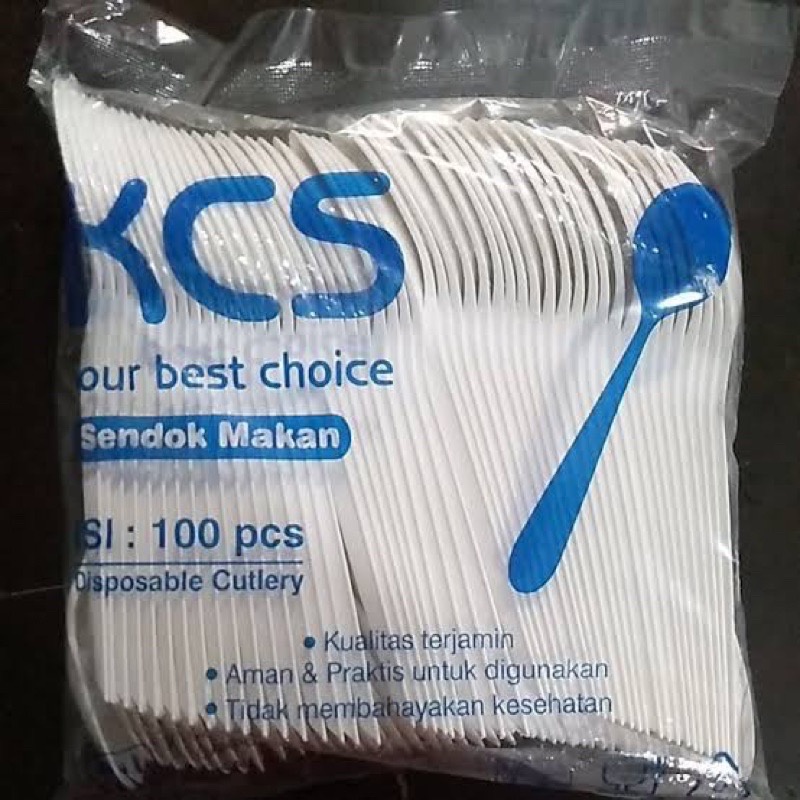 KCS
our best choice
Sendok Makan
ISI : 100 pcs
Disposable Cutlery
• Kualitas terjamin
• Aman & Praktis untuk digunakan
• Tidak membahayakan kesehatan